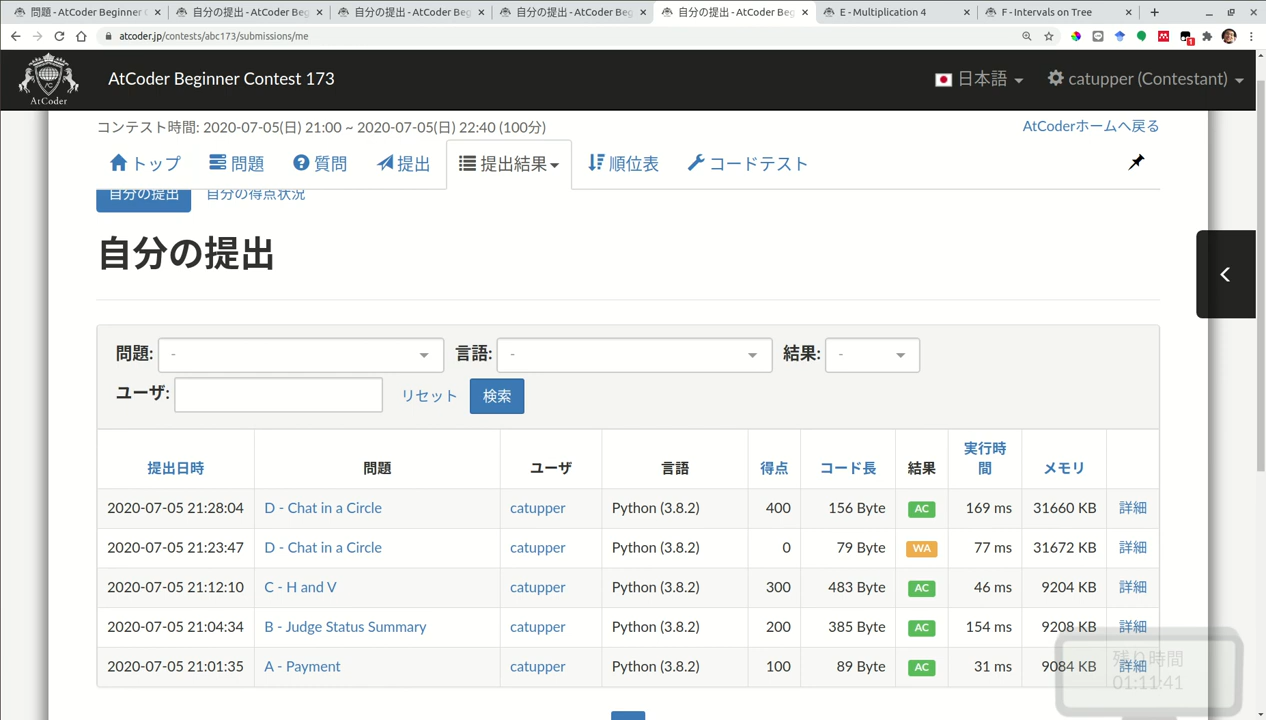 問題 - AtCoder Beginner
自分の提出 - AtCoder Beg
自分の提出 - AtCoder Beg
自分の提出 - AtCoder Beg
自分の提出 - AtCoder Beg
E - Multiplication 4
F - Intervals on Tree
atcoder.jp/contests/abc173/submissions/me
AtCoder
AtCoder Beginner Contest 173
日本語
catupper (Contestant)
コンテスト時間: 2020-07-05(日) 21:00 ~ 2020-07-05(日) 22:40 (100分)
AtCoderホームへ戻る
トップ 問題 質問 提出 提出結果 順位表 コードテスト
自分の提出 自分の得点状況
自分の提出
問題: - 言語: - 結果: -
ユーザ: リセット 検索
提出日時 問題 ユーザ 言語 得点 コード長 結果 実行時間 メモリ
2020-07-05 21:28:04 D - Chat in a Circle catupper Python (3.8.2) 400 156 Byte AC 169 ms 31660 KB 詳細
2020-07-05 21:23:47 D - Chat in a Circle catupper Python (3.8.2) 0 79 Byte WA 77 ms 31672 KB 詳細
2020-07-05 21:12:10 C - H and V catupper Python (3.8.2) 300 483 Byte AC 46 ms 9204 KB 詳細
2020-07-05 21:04:34 B - Judge Status Summary catupper Python (3.8.2) 200 385 Byte AC 154 ms 9208 KB 詳細
2020-07-05 21:01:35 A - Payment catupper Python (3.8.2) 100 89 Byte AC 31 ms 9084 KB 詳細
残り時間
01:11:41